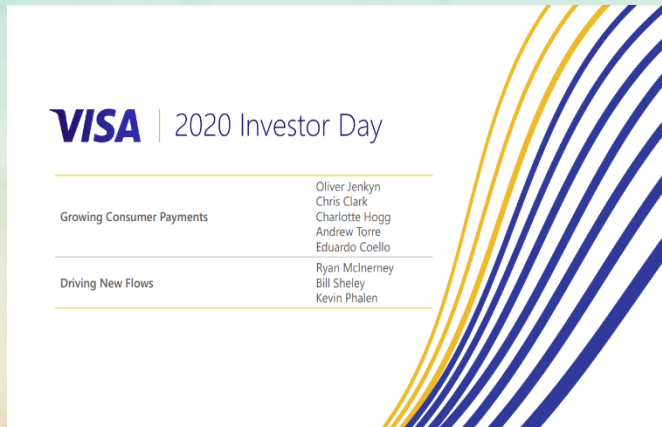 VISA | 2020 Investor Day
Growing Consumer Payments
Oliver Jenkyn
Chris Clark
Charlotte Hogg
Andrew Torre
Eduardo Coello
Driving New Flows
Ryan McInerney
Bill Sheley
Kevin Phalen